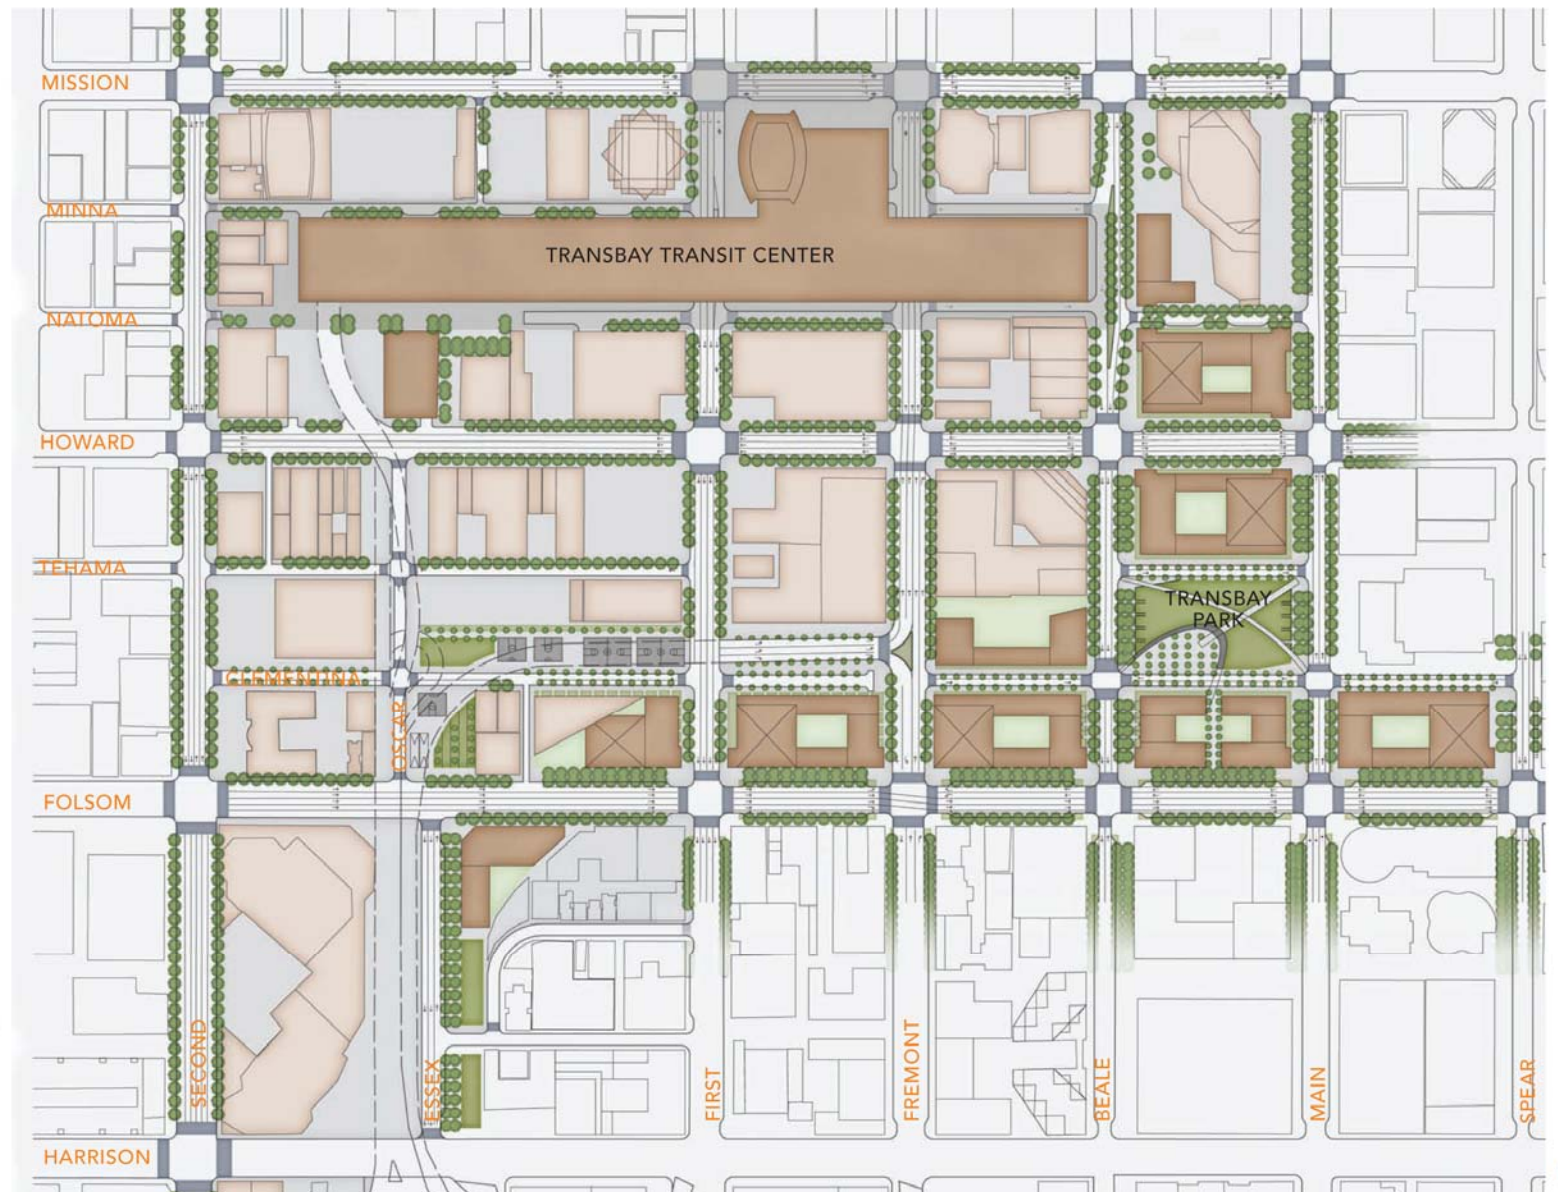 MISSION
MINNA
TRANSBAY TRANSIT CENTER
NATOMA
HOWARD
TEHAMA
TRANSBAY
PARK
CLEMENTINA
OSCAR
FOLSOM
SECOND
ESSEX
FIRST
FREMONT
BEALE
MAIN
SPEAR
HARRISON